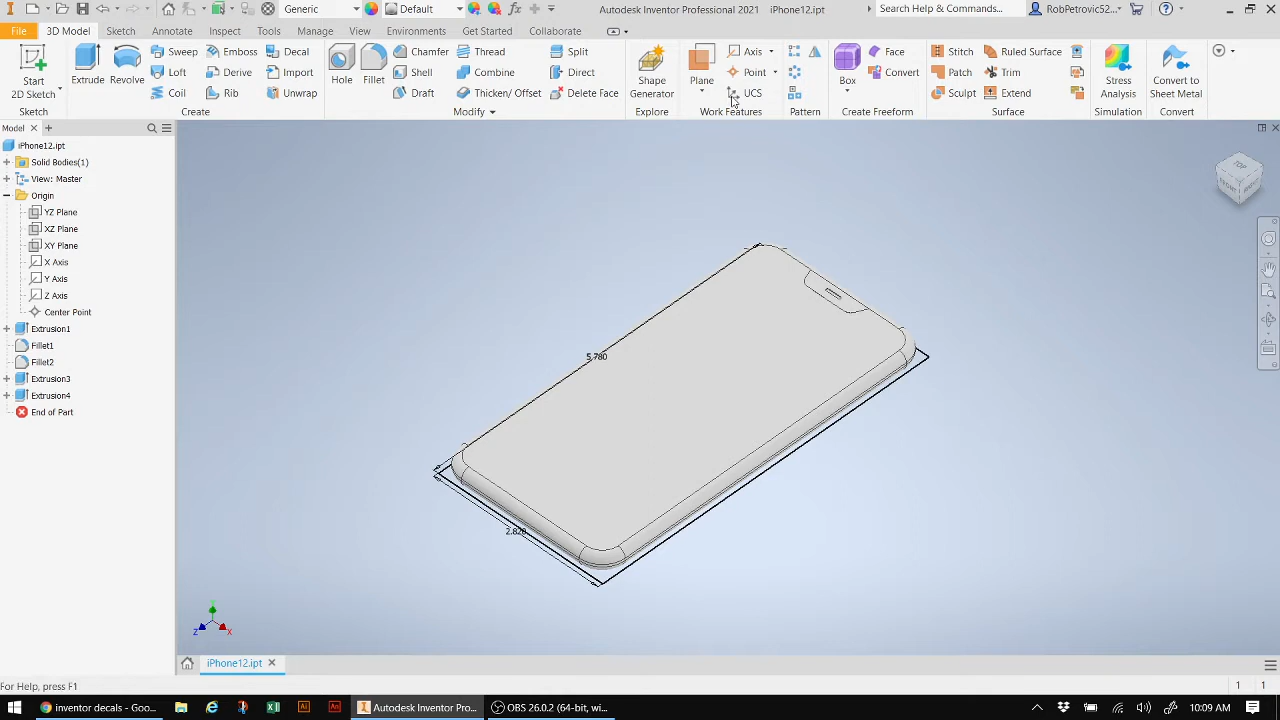 Generic
Default
Autodesk Inventor Professional 2021
iPhone12.ipt
Search Help & Commands...
RobPetrovic52...
File
3D Model
Sketch
Annotate
Inspect
Tools
Manage
View
Environments
Get Started
Collaborate
Start
2D Sketch
Extrude
Revolve
Sweep
Emboss
Decal
Loft
Derive
Import
Coil
Rib
Unwrap
Create
Hole
Fillet
Chamfer
Thread
Split
Shell
Combine
Direct
Draft
Thicken/ Offset
Delete Face
Modify
Shape
Generator
Explore
Plane
Axis
Point
UCS
Work Features
Pattern
Box
Face
Convert
Create Freeform
Stitch
Ruled Surface
Patch
Trim
Sculpt
Extend
Surface
Stress
Analysis
Simulation
Convert to
Sheet Metal
Convert
Model
iPhone12.ipt
Solid Bodies(1)
View: Master
Origin
YZ Plane
XZ Plane
XY Plane
X Axis
Y Axis
Z Axis
Center Point
Extrusion1
Fillet1
Fillet2
Extrusion3
Extrusion4
End of Part
TOP
FRONT
5.780
2.820
Z
X
iPhone12.ipt
For Help, press F1
1
1
inventor decals - Goo...
Autodesk Inventor Pro...
OBS 26.0.2 (64-bit, wi...
10:09 AM